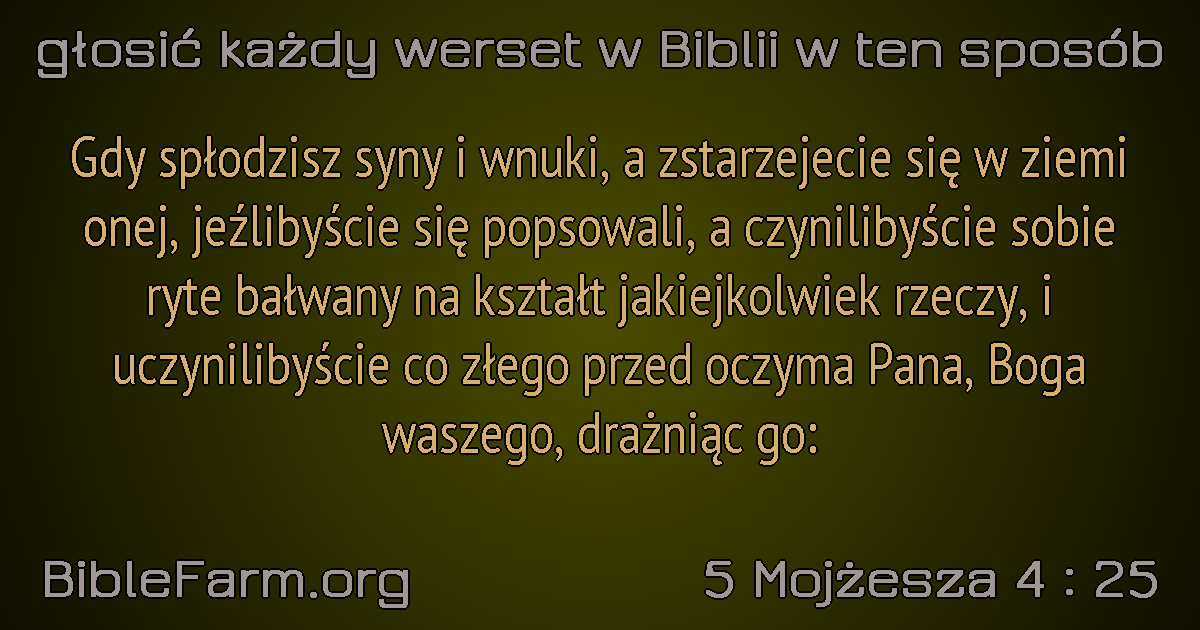 głosić każdy werset w Biblii w ten sposób
Gdy spłodzisz syny i wnuki, a zstarzejecie się w ziemi
onej, jeźlibyście się popsowali, a czynilibyście sobie
ryte bałwany na kształt jakiejkolwiek rzeczy, i
uczynilibyście co złego przed oczyma Pana, Boga
waszego, drażniąc go:
BibleFarm.org
5 Mojżesza 4 : 25